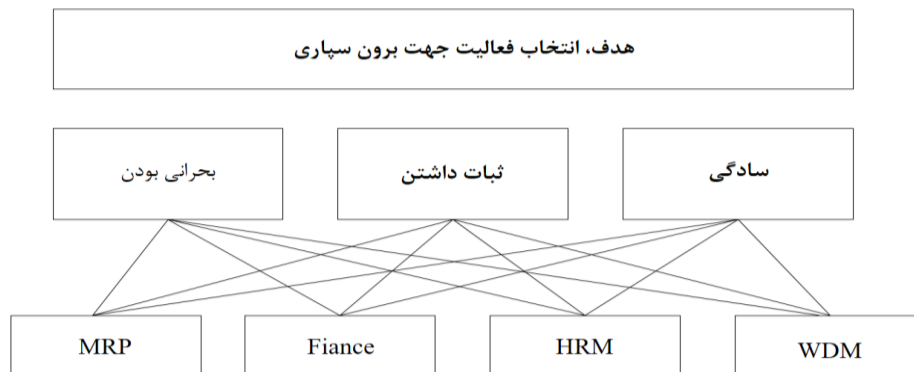 هدف، انتخاب فعالیت جهت برون سپاری
سادگی
ثبات داشتن
بحرانی بودن
MRP
Fiance
HRM
WDM